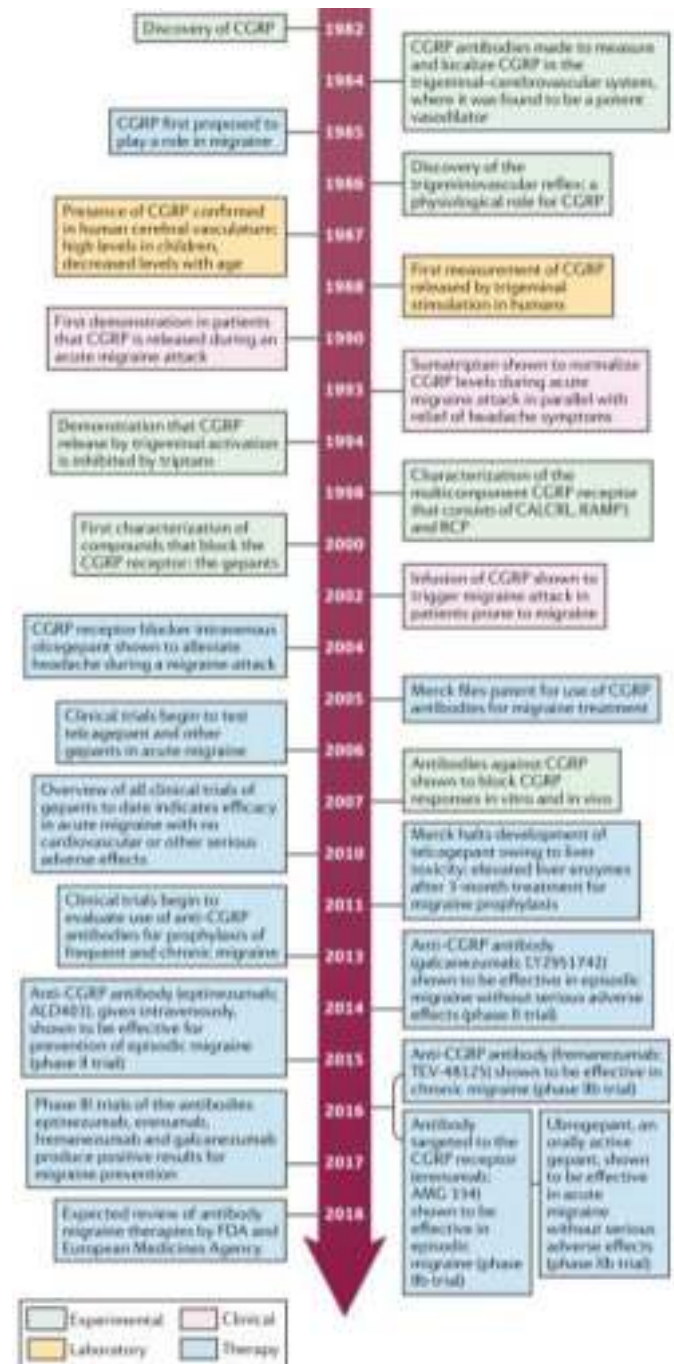 Discovery of CGRP
1982
CGRP antibodies made to measure
and localize CGRP in the
trigeminal–cerebrovascular system,
where it was found to be a potent
vasodilator
1984
CGRP first proposed to
play a role in migraine
1985
Discovery of the
trigeminovascular reflex; a
physiological role for CGRP
1986
Presence of CGRP confirmed
in human cerebral vasculature;
high levels in children,
decreased levels with age
1987
First measurement of CGRP
released by trigeminal
stimulation in humans
1988
First demonstration in patients
that CGRP is released during an
acute migraine attack
1990
Sumatriptan shown to normalize
CGRP levels during acute
migraine attack in parallel with
relief of headache symptoms
1993
Demonstration that CGRP
release by trigeminal activation
is inhibited by triptans
1994
Characterization of the
multicomponent CGRP receptor
that consists of CALCRL, RAMP1
and RCP
1998
First characterization of
compounds that block the
CGRP receptor: the gepants
2000
Infusion of CGRP shown to
trigger migraine attack in
patients prone to migraine
2002
CGRP receptor blocker intravenous
olcegepant shown to alleviate
headache during a migraine attack
2004
Merck files patent for use of CGRP
antibodies for migraine treatment
2005
Clinical trials begin to test
telcagepant and other
gepants in acute migraine
2006
Antibodies against CGRP
shown to block CGRP
responses in vitro and in vivo
2007
Overview of all clinical trials of
gepants to date indicates efficacy
in acute migraine with no
cardiovascular or other serious
adverse effects
2010
Merck halts development of
telcagepant owing to liver
toxicity; elevated liver enzymes
after 3-month treatment for
migraine prophylaxis
2011
Clinical trials begin to
evaluate use of anti-CGRP
antibodies for prophylaxis of
frequent and chronic migraine
2013
Anti-CGRP antibody
(galcanezumab; LY2951742)
shown to be effective in episodic
migraine without serious adverse
effects (phase II trial)
2014
Anti-CGRP antibody (eptinezumab;
ALD403), given intravenously,
shown to be effective for
prevention of episodic migraine
(phase II trial)
2015
Anti-CGRP antibody (fremanezumab;
TEV-48125) shown to be effective in
chronic migraine (phase IIb trial)
2016
Antibody
targeted to the
CGRP receptor
(erenumab;
AMG 334)
shown to be
effective in
episodic
migraine (phase
IIb trial)
Ubrogepant, an
orally active
gepant, shown
to be effective
in acute
migraine
without serious
adverse effects
(phase IIb trial)
Phase III trials of the antibodies
eptinezumab, erenumab,
fremanezumab and galcanezumab
produce positive results for
migraine prevention
2017
Expected review of antibody
migraine therapies by FDA and
European Medicines Agency
2018
Experimental
Clinical
Laboratory
Therapy